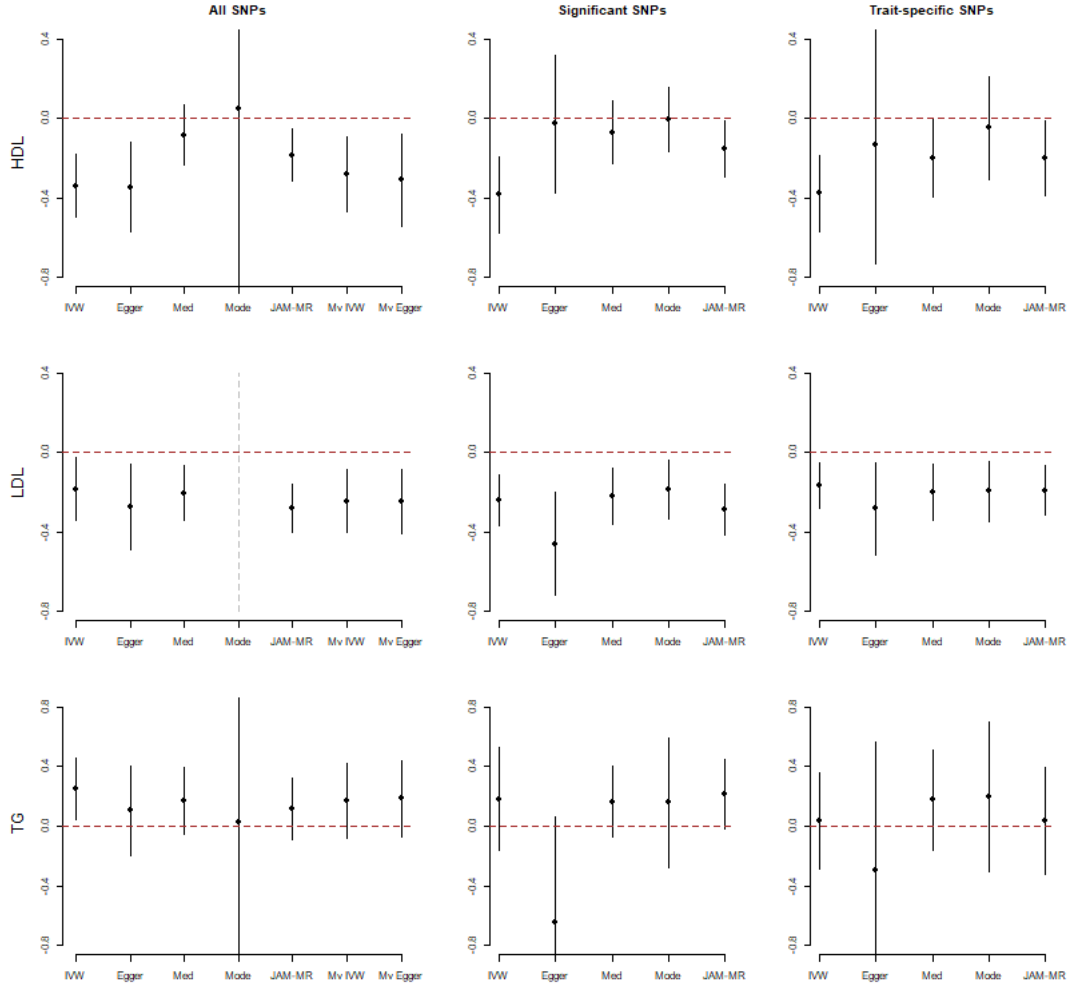 All SNPs Significant SNPs Trait-specific SNPs
HDL
0.4 0.4 0.4
0.0 0.0 0.0
-0.4 -0.4 -0.4
-0.8 -0.8 -0.8
IVW Egger Med Mode JAM-MR Mv IVW Mv Egger IVW Egger Med Mode JAM-MR IVW Egger Med Mode JAM-MR
LDL
0.4 0.4 0.4
0.0 0.0 0.0
-0.4 -0.4 -0.4
-0.8 -0.8 -0.8
IVW Egger Med Mode JAM-MR Mv IVW Mv Egger IVW Egger Med Mode JAM-MR IVW Egger Med Mode JAM-MR
TG
0.8 0.8 0.8
0.4 0.4 0.4
0.0 0.0 0.0
-0.4 -0.4 -0.4
-0.8 -0.8 -0.8
IVW Egger Med Mode JAM-MR Mv IVW Mv Egger IVW Egger Med Mode JAM-MR IVW Egger Med Mode JAM-MR